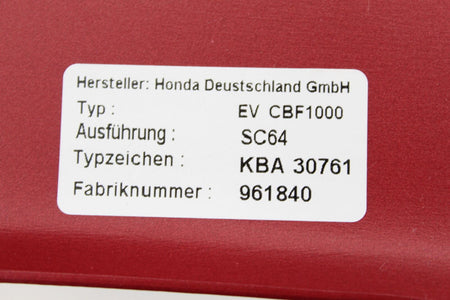 Hersteller: Honda Deustschland GmbH
Typ : EV CBF1000
Ausführung : SC64
Typzeichen : KBA 30761
Fabriknummer : 961840